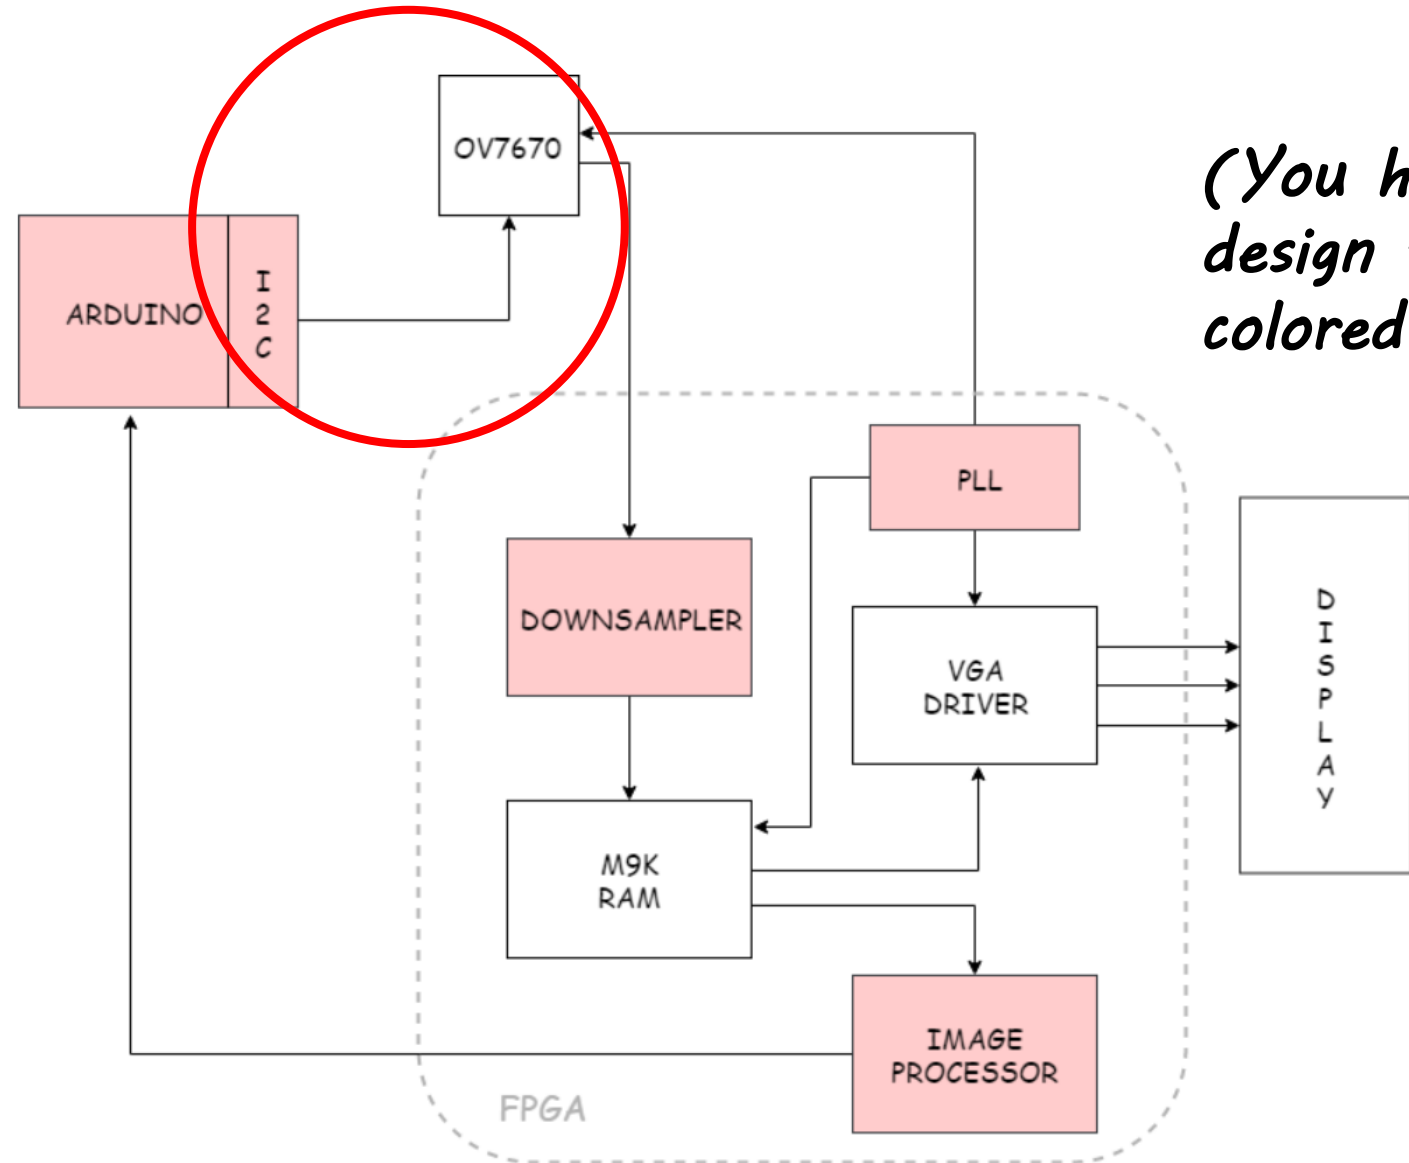 OV7670
(You h
design
colored
ARDUINO
I
2
C
PLL
DOWNSAMPLER
VGA
DRIVER
D
I
S
P
L
A
Y
M9K
RAM
IMAGE
PROCESSOR
FPGA